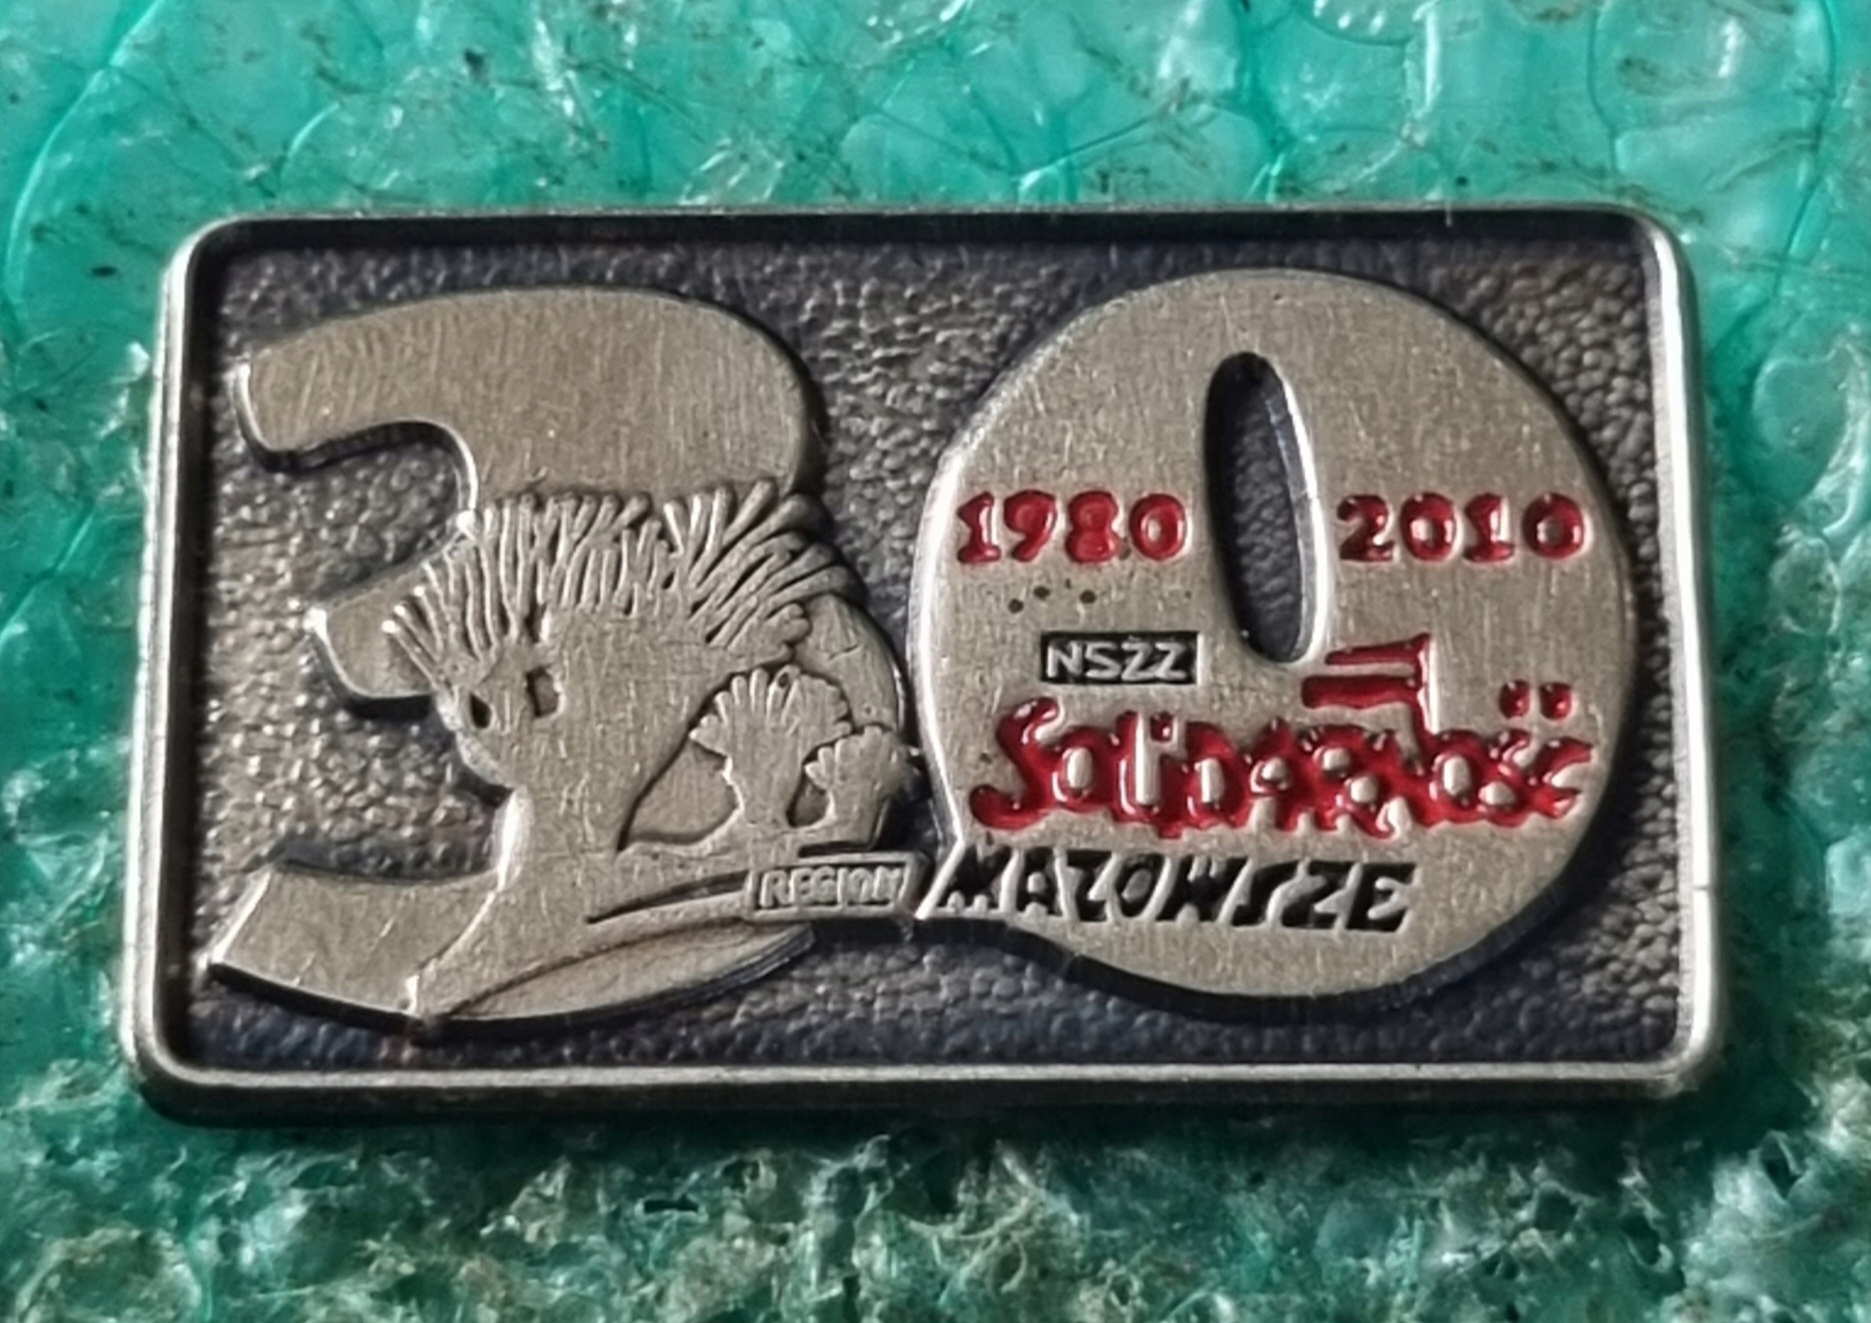 30
1980 2010
NSZZ
Solidarność
REGION MAZOWSZE